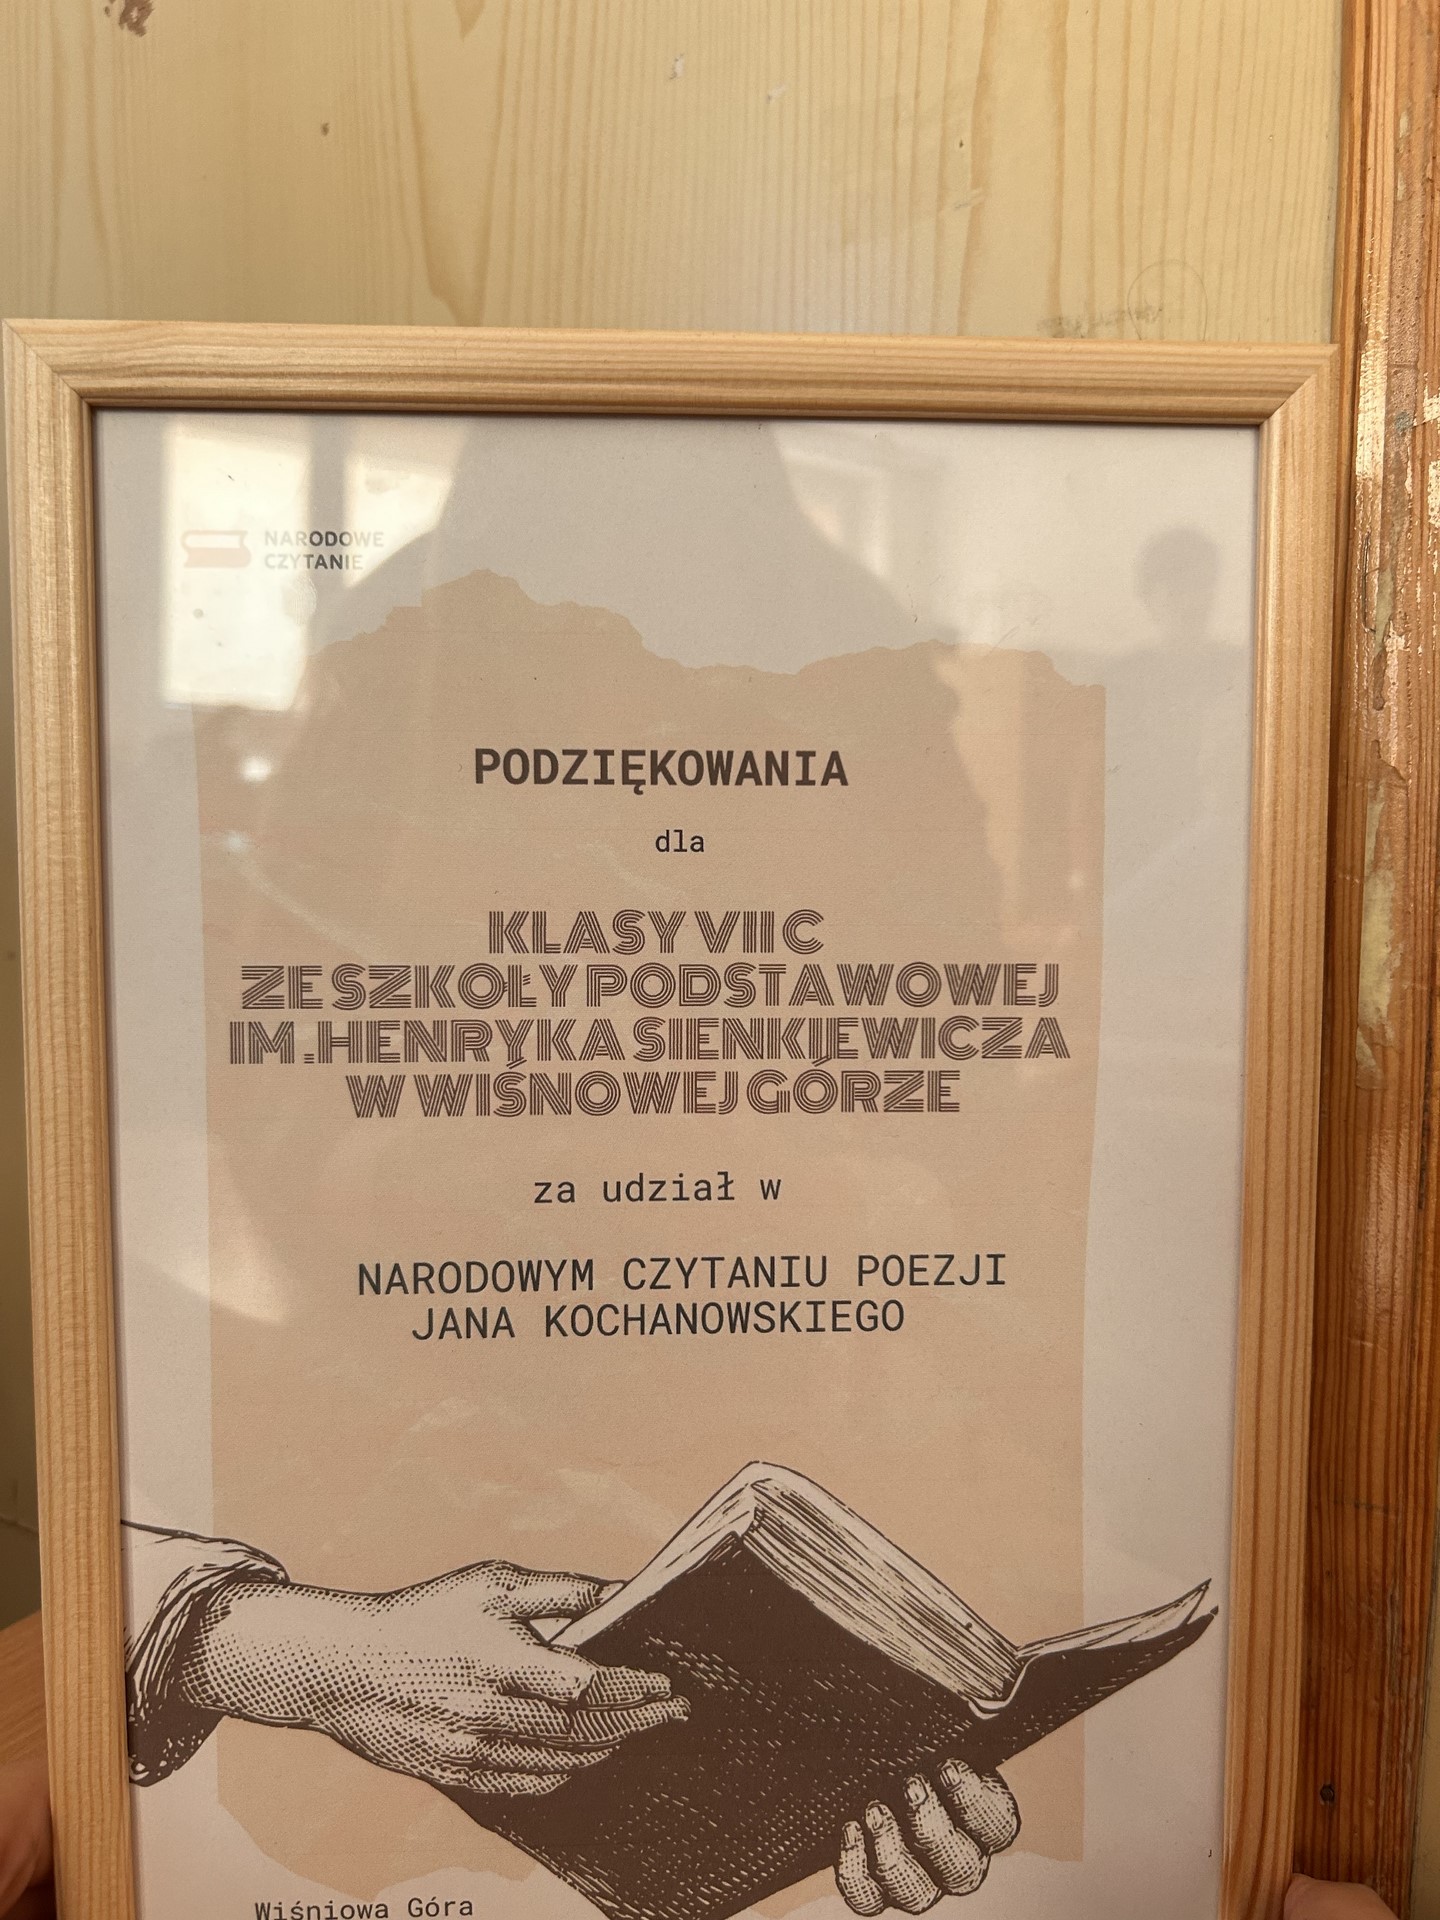 NARODOWE
CZYTANIE
PODZIĘKOWANIA
dla
KLASY VII C
ZE SZKOŁY PODSTAWOWEJ
IM.HENRYKA SIENKIEWICZA
W WIŚNOWEJ GÓRZE
za udział w
NARODOWYM CZYTANIU POEZJI
JANA KOCHANOWSKIEGO
Wiśniowa Góra